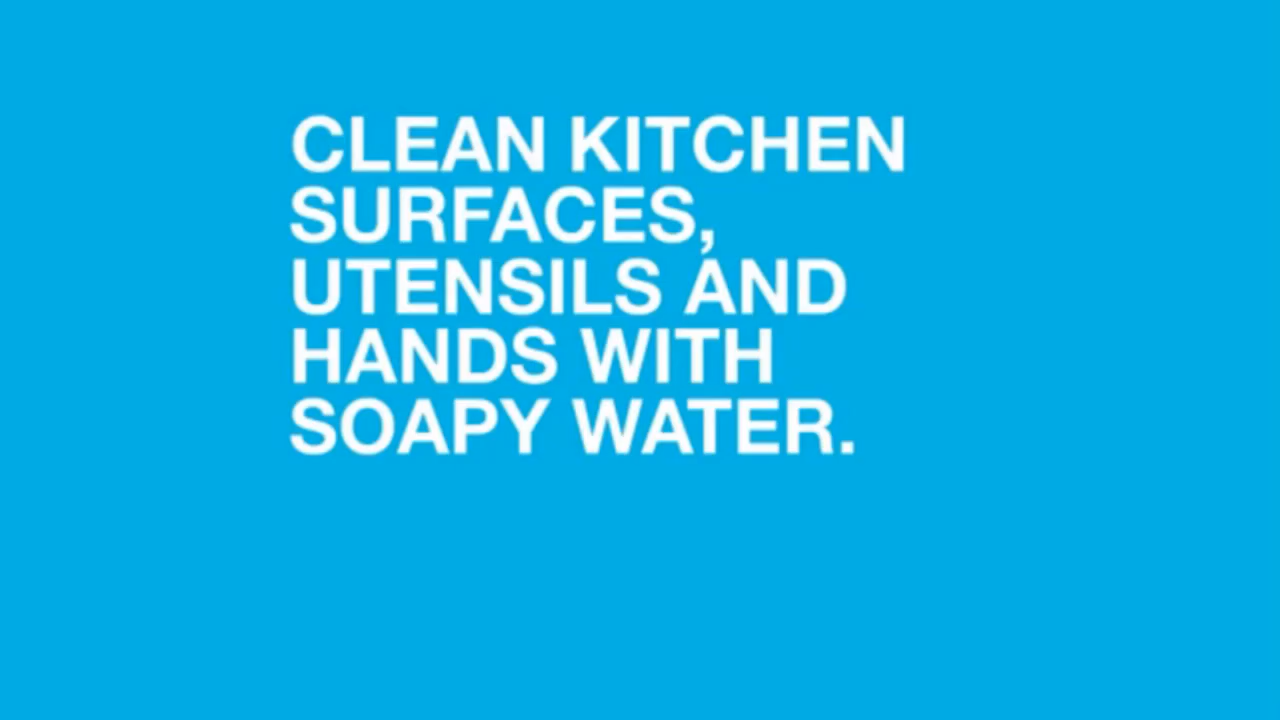 CLEAN KITCHEN
SURFACES,
UTENSILS AND
HANDS WITH
SOAPY WATER.